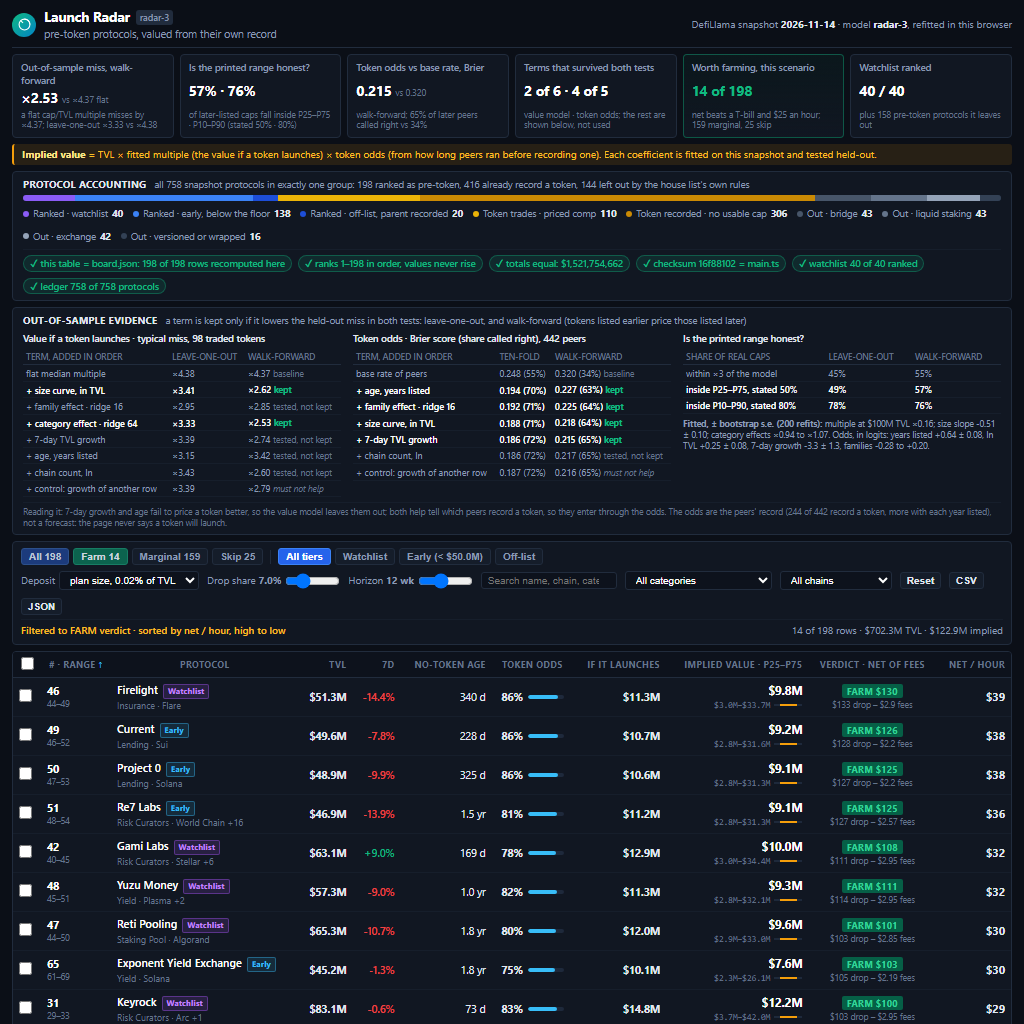 Launch Radar radar-3
pre-token protocols, valued from their own record
DefiLlama snapshot 2026-11-14 · model radar-3, refitted in this browser
Out-of-sample miss, walk-forward
×2.53 vs ×4.37 flat
a flat cap/TVL multiple misses by ×4.37; leave-one-out ×3.33 vs ×4.38
Is the printed range honest?
57% · 76%
of later-listed caps fall inside P25–P75 · P10–P90 (stated 50% · 80%)
Token odds vs base rate, Brier
0.215 vs 0.320
walk-forward; 65% of later peers called right vs 34%
Terms that survived both tests
2 of 6 · 4 of 5
value model · token odds; the rest are shown below, not used
Worth farming, this scenario
14 of 198
net beats a T-bill and $25 an hour; 159 marginal, 25 skip
Watchlist ranked
40 / 40
plus 158 pre-token protocols it leaves out
Implied value = TVL × fitted multiple (the value if a token launches) × token odds (from how long peers ran before recording one). Each coefficient is fitted on this snapshot and tested held-out.
PROTOCOL ACCOUNTING all 758 snapshot protocols in exactly one group: 198 ranked as pre-token, 416 already record a token, 144 left out by the house list's own rules
Ranked · watchlist 40 Ranked · early, below the floor 138 Ranked · off-list, parent recorded 20 Token trades · priced comp 110 Token recorded · no usable cap 306 Out · bridge 43 Out · liquid staking 43
Out · exchange 42 Out · versioned or wrapped 16
✓ this table = board.json: 198 of 198 rows recomputed here ✓ ranks 1–198 in order, values never rise ✓ totals equal: $1,521,754,662 ✓ checksum 16f88102 = main.ts ✓ watchlist 40 of 40 ranked
✓ ledger 758 of 758 protocols
OUT-OF-SAMPLE EVIDENCE a term is kept only if it lowers the held-out miss in both tests: leave-one-out, and walk-forward (tokens listed earlier price those listed later)
Value if a token launches · typical miss, 98 traded tokens
TERM, ADDED IN ORDER LEAVE-ONE-OUT WALK-FORWARD
flat median multiple ×4.38 ×4.37 baseline
+ size curve, in TVL ×3.41 ×2.62 kept
+ family effect · ridge 16 ×2.95 ×2.85 tested, not kept
+ category effect · ridge 64 ×3.33 ×2.53 kept
+ 7-day TVL growth ×3.39 ×2.74 tested, not kept
+ age, years listed ×3.15 ×3.42 tested, not kept
+ chain count, ln ×3.43 ×2.60 tested, not kept
+ control: growth of another row ×3.39 ×2.79 must not help
Token odds · Brier score (share called right), 442 peers
TERM, ADDED IN ORDER TEN-FOLD WALK-FORWARD
base rate of peers 0.248 (55%) 0.320 (34%) baseline
+ age, years listed 0.194 (70%) 0.227 (63%) kept
+ family effect · ridge 16 0.192 (71%) 0.225 (64%) kept
+ size curve, in TVL 0.188 (71%) 0.218 (64%) kept
+ 7-day TVL growth 0.186 (72%) 0.215 (65%) kept
+ chain count, ln 0.186 (72%) 0.217 (65%) tested, not kept
+ control: growth of another row 0.187 (72%) 0.216 (65%) must not help
Is the printed range honest?
SHARE OF REAL CAPS LEAVE-ONE-OUT WALK-FORWARD
within ×3 of the model 45% 55%
inside P25–P75, stated 50% 49% 57%
inside P10–P90, stated 80% 78% 76%
Fitted, ± bootstrap s.e. (200 refits): multiple at $100M TVL ×0.16; size slope -0.51
± 0.10; category effects ×0.94 to ×1.07. Odds, in logits: years listed +0.64 ± 0.08, ln
TVL +0.25 ± 0.08, 7-day growth -3.3 ± 1.3, families -0.28 to +0.20.
Reading it: 7-day growth and age fail to price a token better, so the value model leaves them out; both help tell which peers record a token, so they enter through the odds. The odds are the peers' record (244 of 442 recorded a token, more with each year listed),
not a forecast: the page never says a token will launch.
All 198 Farm 14 Marginal 159 Skip 25 All tiers Watchlist Early (< $50.0M) Off-list
Deposit plan size, 0.02% of TVL Drop share 7.0% Horizon 12 wk Search name, chain, cate All categories All chains Reset CSV
JSON
Filtered to FARM verdict · sorted by net / hour, high to low
14 of 198 rows · $702.3M TVL · $122.9M implied
# · RANGE ↑ PROTOCOL TVL 7D NO-TOKEN AGE TOKEN ODDS IF IT LAUNCHES IMPLIED VALUE · P25–P75 VERDICT · NET OF FEES NET / HOUR
46 Firelight Watchlist $51.3M -14.4% 340 d 86% $11.3M $9.8M FARM $130 $39
44–49 Insurance · Flare $3.0M–$33.7M $133 drop – $2.9 fees
49 Current Early $49.6M -7.8% 228 d 86% $10.7M $9.2M FARM $126 $38
46–52 Lending · Sui $2.8M–$31.6M $128 drop – $2.2 fees
50 Project 0 Early $48.9M -9.9% 325 d 86% $10.6M $9.1M FARM $125 $38
47–53 Lending · Solana $2.8M–$31.3M $127 drop – $2.2 fees
51 Re7 Labs Early $46.9M -13.9% 1.5 yr 81% $11.2M $9.1M FARM $125 $36
48–54 Risk Curators · World Chain +16 $2.8M–$31.3M $127 drop – $2.57 fees
42 Gami Labs Watchlist $63.1M +9.0% 169 d 78% $12.9M $10.0M FARM $108 $32
40–45 Risk Curators · Stellar +6 $3.0M–$34.4M $111 drop – $2.95 fees
48 Yuzu Money Watchlist $57.3M -9.0% 1.0 yr 82% $11.3M $9.3M FARM $111 $32
45–51 Yield · Plasma +2 $2.8M–$32.1M $114 drop – $2.95 fees
47 Reti Pooling Watchlist $65.3M -10.7% 1.8 yr 80% $12.0M $9.6M FARM $101 $30
44–50 Staking Pool · Algorand $2.9M–$33.0M $103 drop – $2.85 fees
65 Exponent Yield Exchange Early $45.2M -1.3% 1.8 yr 75% $10.1M $7.6M FARM $103 $30
61–69 Yield · Solana $2.3M–$26.1M $105 drop – $2.19 fees
31 Keyrock Watchlist $83.1M -0.6% 73 d 83% $14.8M $12.2M FARM $100 $29
29–33 Risk Curators · Arc +1 $3.7M–$42.0M $103 drop – $2.95 fees